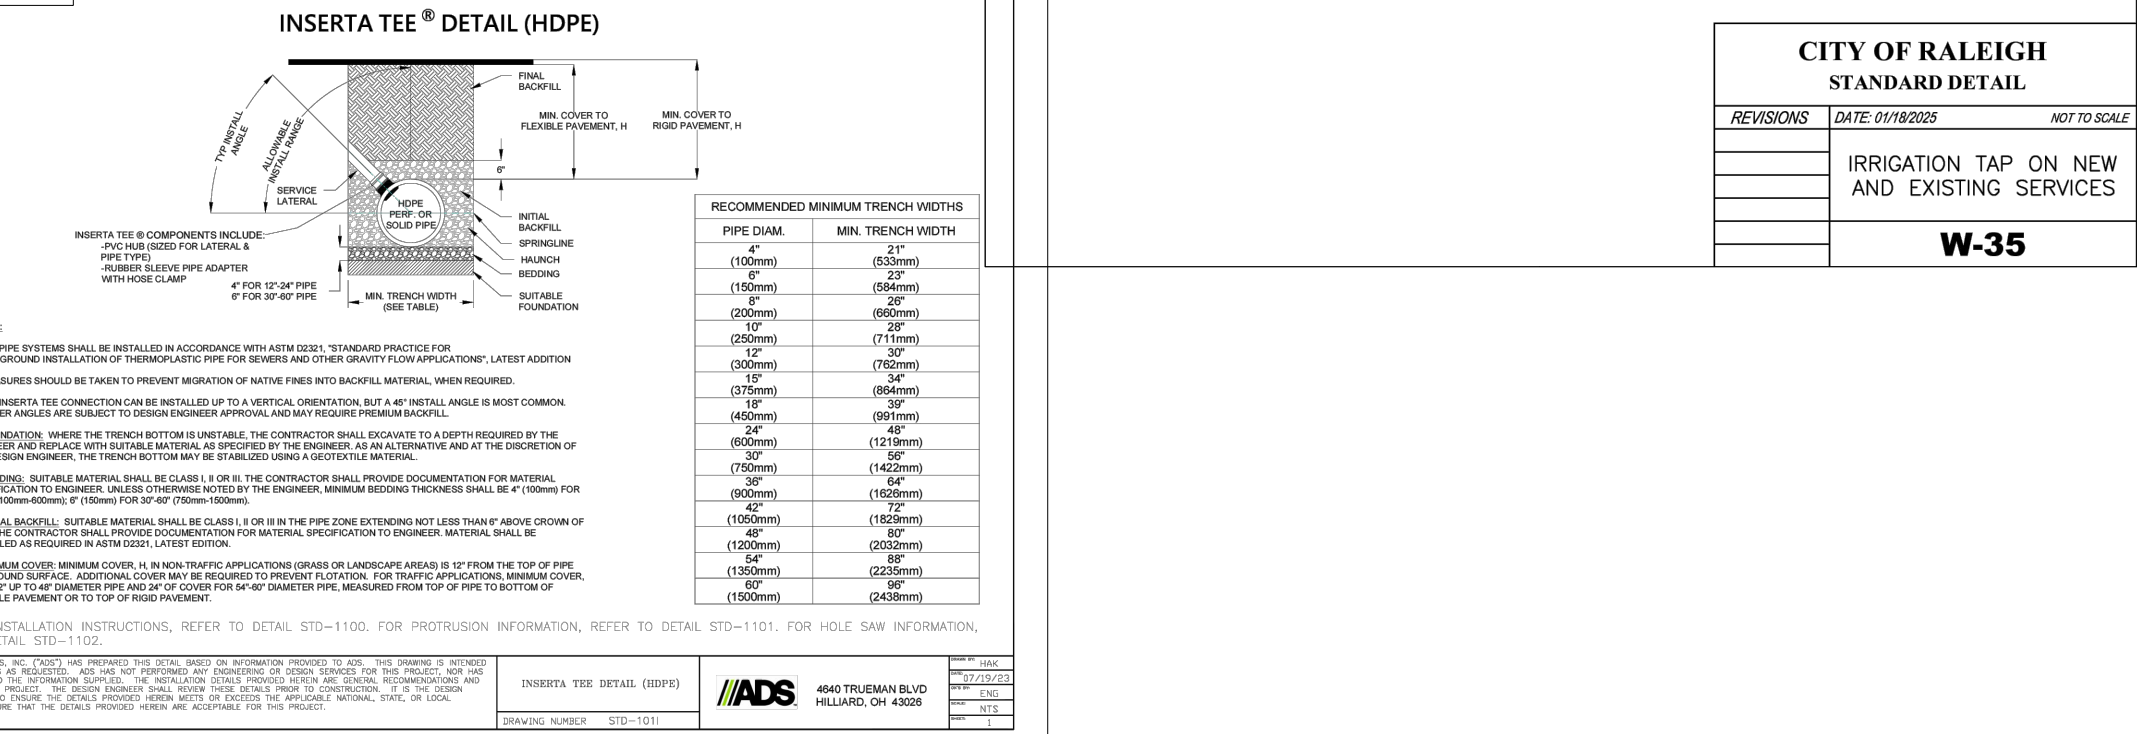 INSERTA TEE ® DETAIL (HDPE)
FINAL
BACKFILL
MIN. COVER TO
FLEXIBLE PAVEMENT, H
MIN. COVER TO
RIGID PAVEMENT, H
TYP INSTALL
ANGLE
ALLOWABLE
INSTALL RANGE
6"
SERVICE
LATERAL
HDPE
PERF. OR
SOLID PIPE
INITIAL
BACKFILL
SPRINGLINE
HAUNCH
BEDDING
SUITABLE
FOUNDATION
INSERTA TEE ® COMPONENTS INCLUDE:
-PVC HUB (SIZED FOR LATERAL &
PIPE TYPE)
-RUBBER SLEEVE PIPE ADAPTER
WITH HOSE CLAMP
4" FOR 12"-24" PIPE
6" FOR 30"-60" PIPE
MIN. TRENCH WIDTH
(SEE TABLE)
RECOMMENDED MINIMUM TRENCH WIDTHS
PIPE DIAM. MIN. TRENCH WIDTH
4" 21"
(100mm) (533mm)
6" 23"
(150mm) (584mm)
8" 26"
(200mm) (660mm)
10" 28"
(250mm) (711mm)
12" 30"
(300mm) (762mm)
15" 34"
(375mm) (864mm)
18" 39"
(450mm) (991mm)
24" 48"
(600mm) (1219mm)
30" 56"
(750mm) (1422mm)
36" 64"
(900mm) (1626mm)
42" 72"
(1050mm) (1829mm)
48" 80"
(1200mm) (2032mm)
54" 88"
(1350mm) (2235mm)
60" 96"
(1500mm) (2438mm)
PIPE SYSTEMS SHALL BE INSTALLED IN ACCORDANCE WITH ASTM D2321, "STANDARD PRACTICE FOR
GROUND INSTALLATION OF THERMOPLASTIC PIPE FOR SEWERS AND OTHER GRAVITY FLOW APPLICATIONS", LATEST ADDITION
ASURES SHOULD BE TAKEN TO PREVENT MIGRATION OF NATIVE FINES INTO BACKFILL MATERIAL, WHEN REQUIRED.
INSERTA TEE CONNECTION CAN BE INSTALLED UP TO A VERTICAL ORIENTATION, BUT A 45° INSTALL ANGLE IS MOST COMMON.
ER ANGLES ARE SUBJECT TO DESIGN ENGINEER APPROVAL AND MAY REQUIRE PREMIUM BACKFILL.
NDATION: WHERE THE TRENCH BOTTOM IS UNSTABLE, THE CONTRACTOR SHALL EXCAVATE TO A DEPTH REQUIRED BY THE
EER AND REPLACE WITH SUITABLE MATERIAL AS SPECIFIED BY THE ENGINEER. AS AN ALTERNATIVE AND AT THE DISCRETION OF
ESIGN ENGINEER, THE TRENCH BOTTOM MAY BE STABILIZED USING A GEOTEXTILE MATERIAL.
DING: SUITABLE MATERIAL SHALL BE CLASS I, II OR III. THE CONTRACTOR SHALL PROVIDE DOCUMENTATION FOR MATERIAL
FICATION TO ENGINEER. UNLESS OTHERWISE NOTED BY THE ENGINEER, MINIMUM BEDDING THICKNESS SHALL BE 4" (100mm) FOR
100mm-600mm); 6" (150mm) FOR 30"-60" (750mm-1500mm).
AL BACKFILL: SUITABLE MATERIAL SHALL BE CLASS I, II OR III IN THE PIPE ZONE EXTENDING NOT LESS THAN 6" ABOVE CROWN OF
HE CONTRACTOR SHALL PROVIDE DOCUMENTATION FOR MATERIAL SPECIFICATION TO ENGINEER. MATERIAL SHALL BE
LED AS REQUIRED IN ASTM D2321, LATEST EDITION.
MUM COVER: MINIMUM COVER, H, IN NON-TRAFFIC APPLICATIONS (GRASS OR LANDSCAPE AREAS) IS 12" FROM THE TOP OF PIPE
OUND SURFACE. ADDITIONAL COVER MAY BE REQUIRED TO PREVENT FLOTATION. FOR TRAFFIC APPLICATIONS, MINIMUM COVER,
2" UP TO 48" DIAMETER PIPE AND 24" OF COVER FOR 54"-60" DIAMETER PIPE, MEASURED FROM TOP OF PIPE TO BOTTOM OF
LE PAVEMENT OR TO TOP OF RIGID PAVEMENT.
NSTALLATION INSTRUCTIONS, REFER TO DETAIL STD-1100. FOR PROTRUSION INFORMATION, REFER TO DETAIL STD-1101. FOR HOLE SAW INFORMATION,
ETAIL STD-1102.
S, INC. ("ADS") HAS PREPARED THIS DETAIL BASED ON INFORMATION PROVIDED TO ADS. THIS DRAWING IS INTENDED
S AS REQUESTED. ADS HAS NOT PERFORMED ANY ENGINEERING OR DESIGN SERVICES FOR THIS PROJECT, NOR HAS
D THE INFORMATION SUPPLIED. THE INSTALLATION DETAILS PROVIDED HEREIN ARE GENERAL RECOMMENDATIONS AND
PROJECT. THE DESIGN ENGINEER SHALL REVIEW THESE DETAILS PRIOR TO CONSTRUCTION. IT IS THE DESIGN
O ENSURE THE DETAILS PROVIDED HEREIN MEETS OR EXCEEDS THE APPLICABLE NATIONAL, STATE, OR LOCAL
URE THAT THE DETAILS PROVIDED HEREIN ARE ACCEPTABLE FOR THIS PROJECT.
INSERTA TEE DETAIL (HDPE)
DRAWING NUMBER STD-101I
ADS
4640 TRUEMAN BLVD
HILLIARD, OH 43026
DRAWN BY: HAK
DATE: 07/19/23
ENG
SCALE: NTS
SHEET: 1
CITY OF RALEIGH
STANDARD DETAIL
REVISIONS DATE: 01/18/2025 NOT TO SCALE
IRRIGATION TAP ON NEW
AND EXISTING SERVICES
W-35